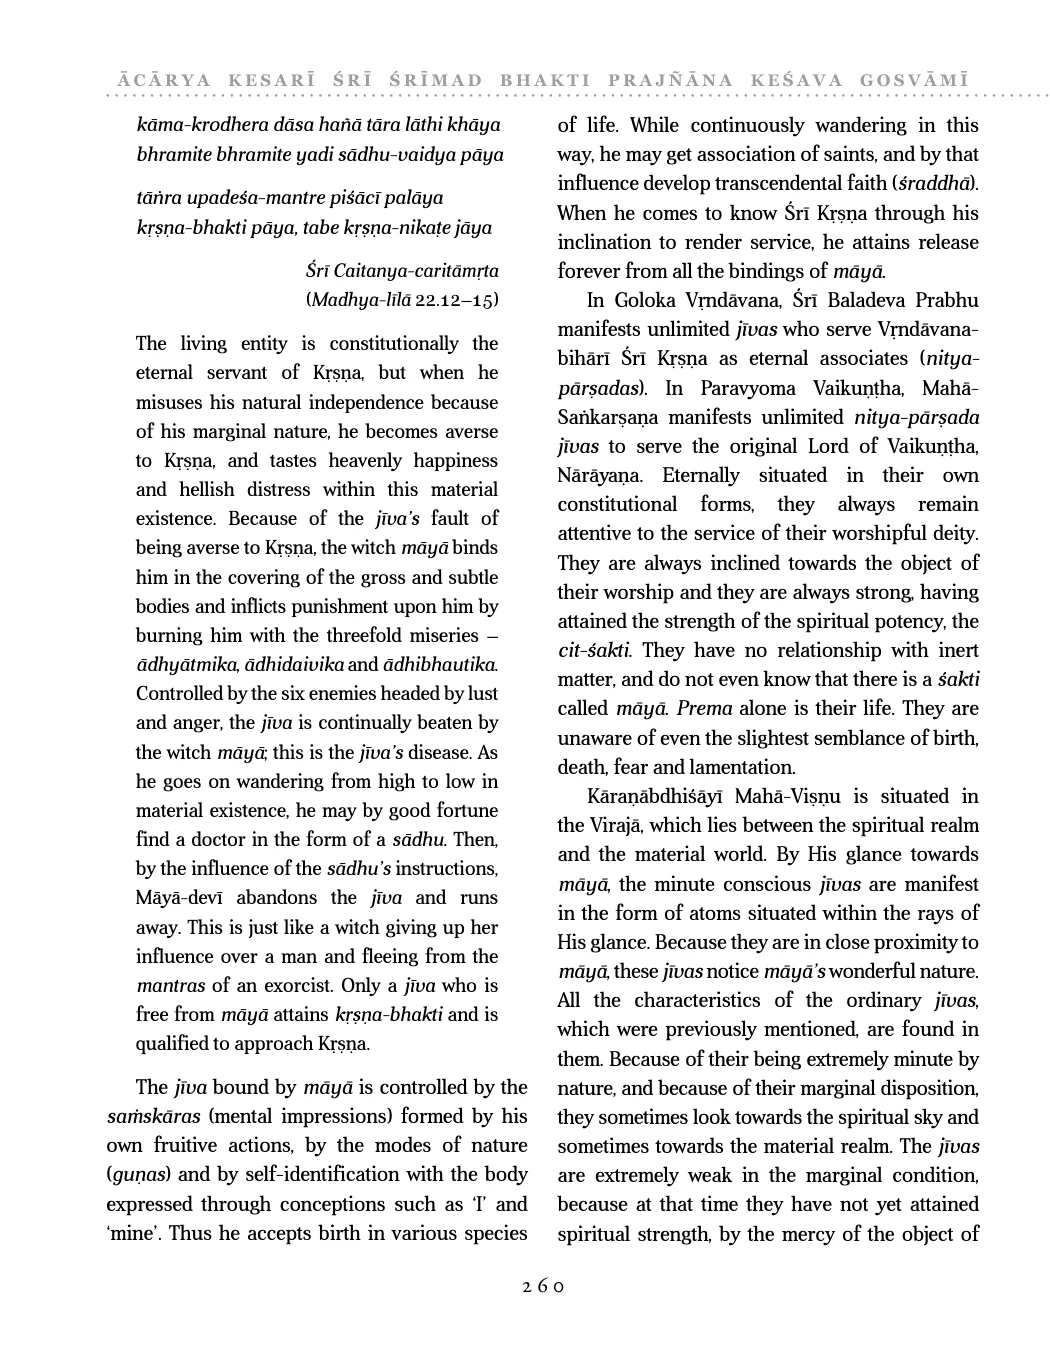 ĀCĀRYA KESARĪ ŚRĪ ŚRĪMAD BHAKTI PRAJÑĀNA KEŚAVA GOSVĀMĪ
kāma-krodhera dāsa hañā tāra lāthi khāya
bhramite bhramite yadi sādhu-vaidya pāya
tāṅra upadeśa-mantre piśācī palāya
kṛṣṇa-bhakti pāya, tabe kṛṣṇa-nikaṭe jāya
Śrī Caitanya-caritāmṛta
(Madhya-līlā 22.12–15)
The living entity is constitutionally the
eternal servant of Kṛṣṇa, but when he
misuses his natural independence because
of his marginal nature, he becomes averse
to Kṛṣṇa, and tastes heavenly happiness
and hellish distress within this material
existence. Because of the jīva's fault of
being averse to Kṛṣṇa, the witch māyā binds
him in the covering of the gross and subtle
bodies and inflicts punishment upon him by
burning him with the threefold miseries –
ādhyātmika, ādhidaivika and ādhibhautika.
Controlled by the six enemies headed by lust
and anger, the jīva is continually beaten by
the witch māyā; this is the jīva's disease. As
he goes on wandering from high to low in
material existence, he may by good fortune
find a doctor in the form of a sādhu. Then,
by the influence of the sādhu's instructions,
Māyā-devī abandons the jīva and runs
away. This is just like a witch giving up her
influence over a man and fleeing from the
mantras of an exorcist. Only a jīva who is
free from māyā attains kṛṣṇa-bhakti and is
qualified to approach Kṛṣṇa.
The jīva bound by māyā is controlled by the
saṁskāras (mental impressions) formed by his
own fruitive actions, by the modes of nature
(guṇas) and by self-identification with the body
expressed through conceptions such as 'I' and
'mine'. Thus he accepts birth in various species
of life. While continuously wandering in this
way, he may get association of saints, and by that
influence develop transcendental faith (śraddhā).
When he comes to know Śrī Kṛṣṇa through his
inclination to render service, he attains release
forever from all the bindings of māyā.
In Goloka Vṛndāvana, Śrī Baladeva Prabhu
manifests unlimited jīvas who serve Vṛndāvana-
bihārī Śrī Kṛṣṇa as eternal associates (nitya-
pārṣadas). In Paravyoma Vaikuṇṭha, Mahā-
Saṅkarṣaṇa manifests unlimited nitya-pārṣada
jīvas to serve the original Lord of Vaikuṇṭha,
Nārāyaṇa. Eternally situated in their own
constitutional forms, they always remain
attentive to the service of their worshipful deity.
They are always inclined towards the object of
their worship and they are always strong, having
attained the strength of the spiritual potency, the
cit-śakti. They have no relationship with inert
matter, and do not even know that there is a śakti
called māyā. Prema alone is their life. They are
unaware of even the slightest semblance of birth,
death, fear and lamentation.
Kāraṇābdhiśāyī Mahā-Viṣṇu is situated in
the Virajā, which lies between the spiritual realm
and the material world. By His glance towards
māyā, the minute conscious jīvas are manifest
in the form of atoms situated within the rays of
His glance. Because they are in close proximity to
māyā, these jīvas notice māyā's wonderful nature.
All the characteristics of the ordinary jīvas,
which were previously mentioned, are found in
them. Because of their being extremely minute by
nature, and because of their marginal disposition,
they sometimes look towards the spiritual sky and
sometimes towards the material realm. The jīvas
are extremely weak in the marginal condition,
because at that time they have not yet attained
spiritual strength, by the mercy of the object of
260